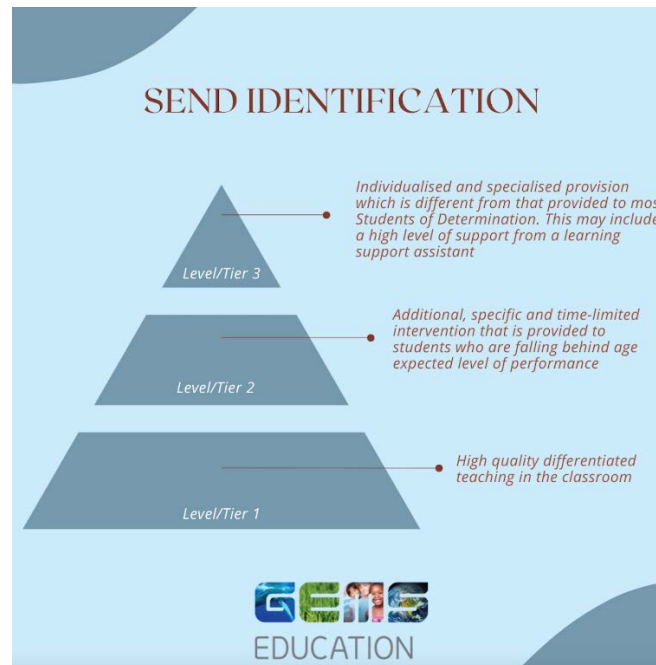 SEND IDENTIFICATION
Individualised and specialised provision
which is different from that provided to mos
Students of Determination. This may include
a high level of support from a learning
support assistant
Level/Tier 3
Additional, specific and time-limited
intervention that is provided to
students who are falling behind age
expected level of performance
Level/Tier 2
High quality differentiated
teaching in the classroom
Level/Tier 1
GEMS
EDUCATION